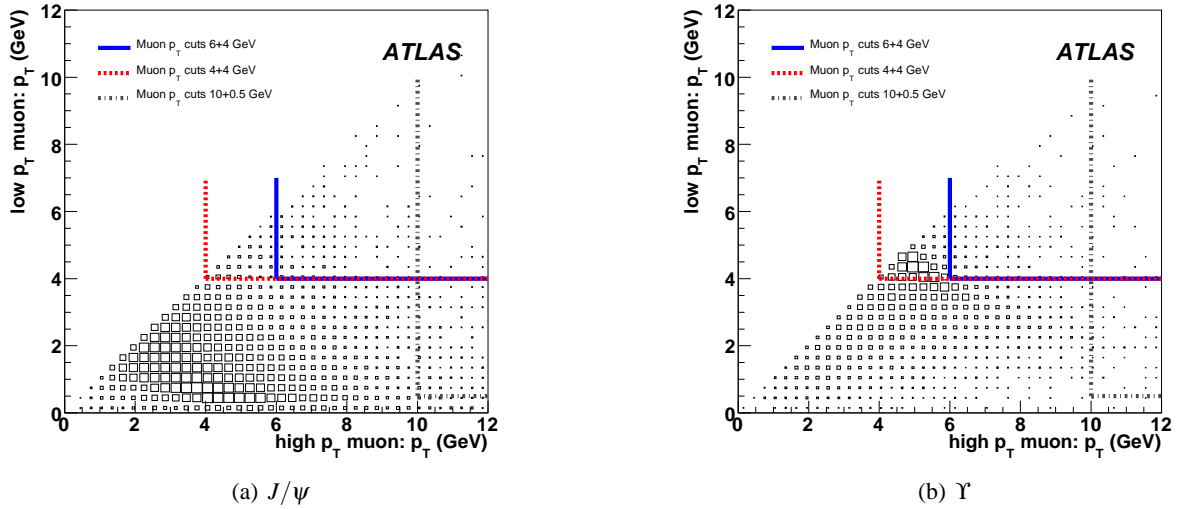 low p_T muon: p_T (GeV)
12
10
8
6
4
2
0
Muon p_T cuts 6+4 GeV
Muon p_T cuts 4+4 GeV
Muon p_T cuts 10+0.5 GeV
ATLAS
0 2 4 6 8 10 12
high p_T muon: p_T (GeV)
(a) J/ψ
low p_T muon: p_T (GeV)
12
10
8
6
4
2
0
Muon p_T cuts 6+4 GeV
Muon p_T cuts 4+4 GeV
Muon p_T cuts 10+0.5 GeV
ATLAS
0 2 4 6 8 10 12
high p_T muon: p_T (GeV)
(b) ϒ